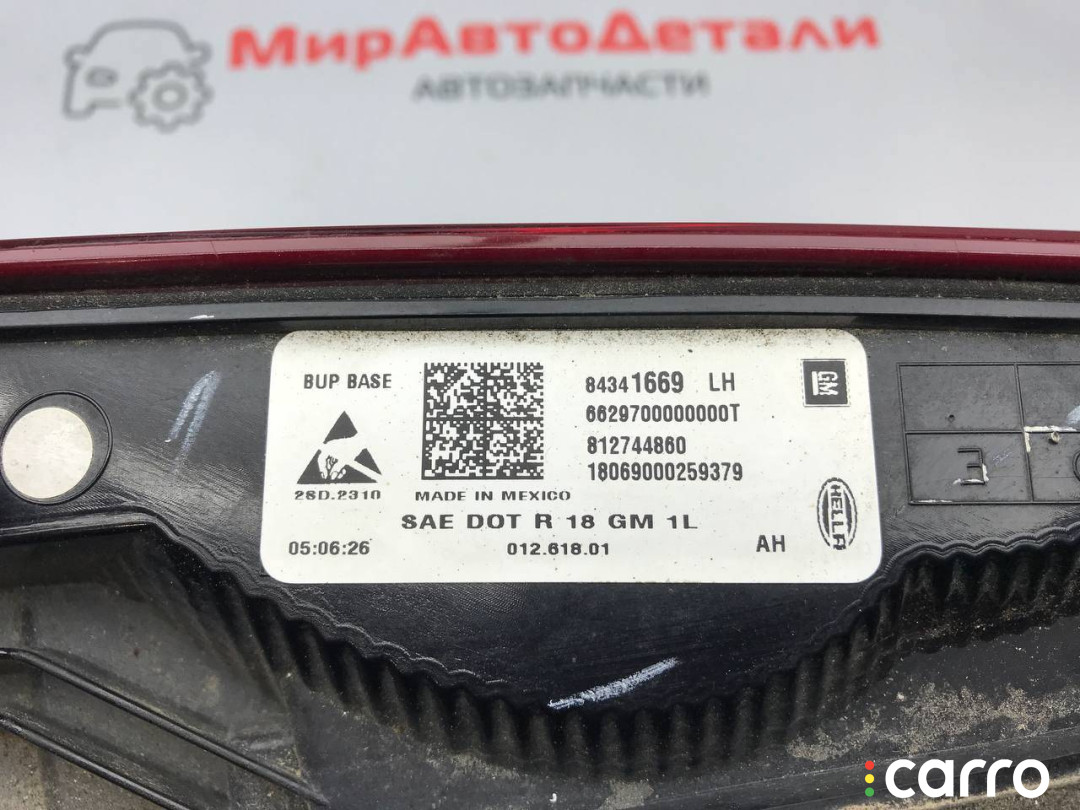 МирАвтоДетали
АВТОЗАПЧАСТИ
BUP BASE
84341669 LH
GM
6629700000000T
812744860
18069000259379
28D.2310
MADE IN MEXICO
HELLA
SAE DOT R 18 GM 1L
05:06:26
012.618.01
AH
E
carro